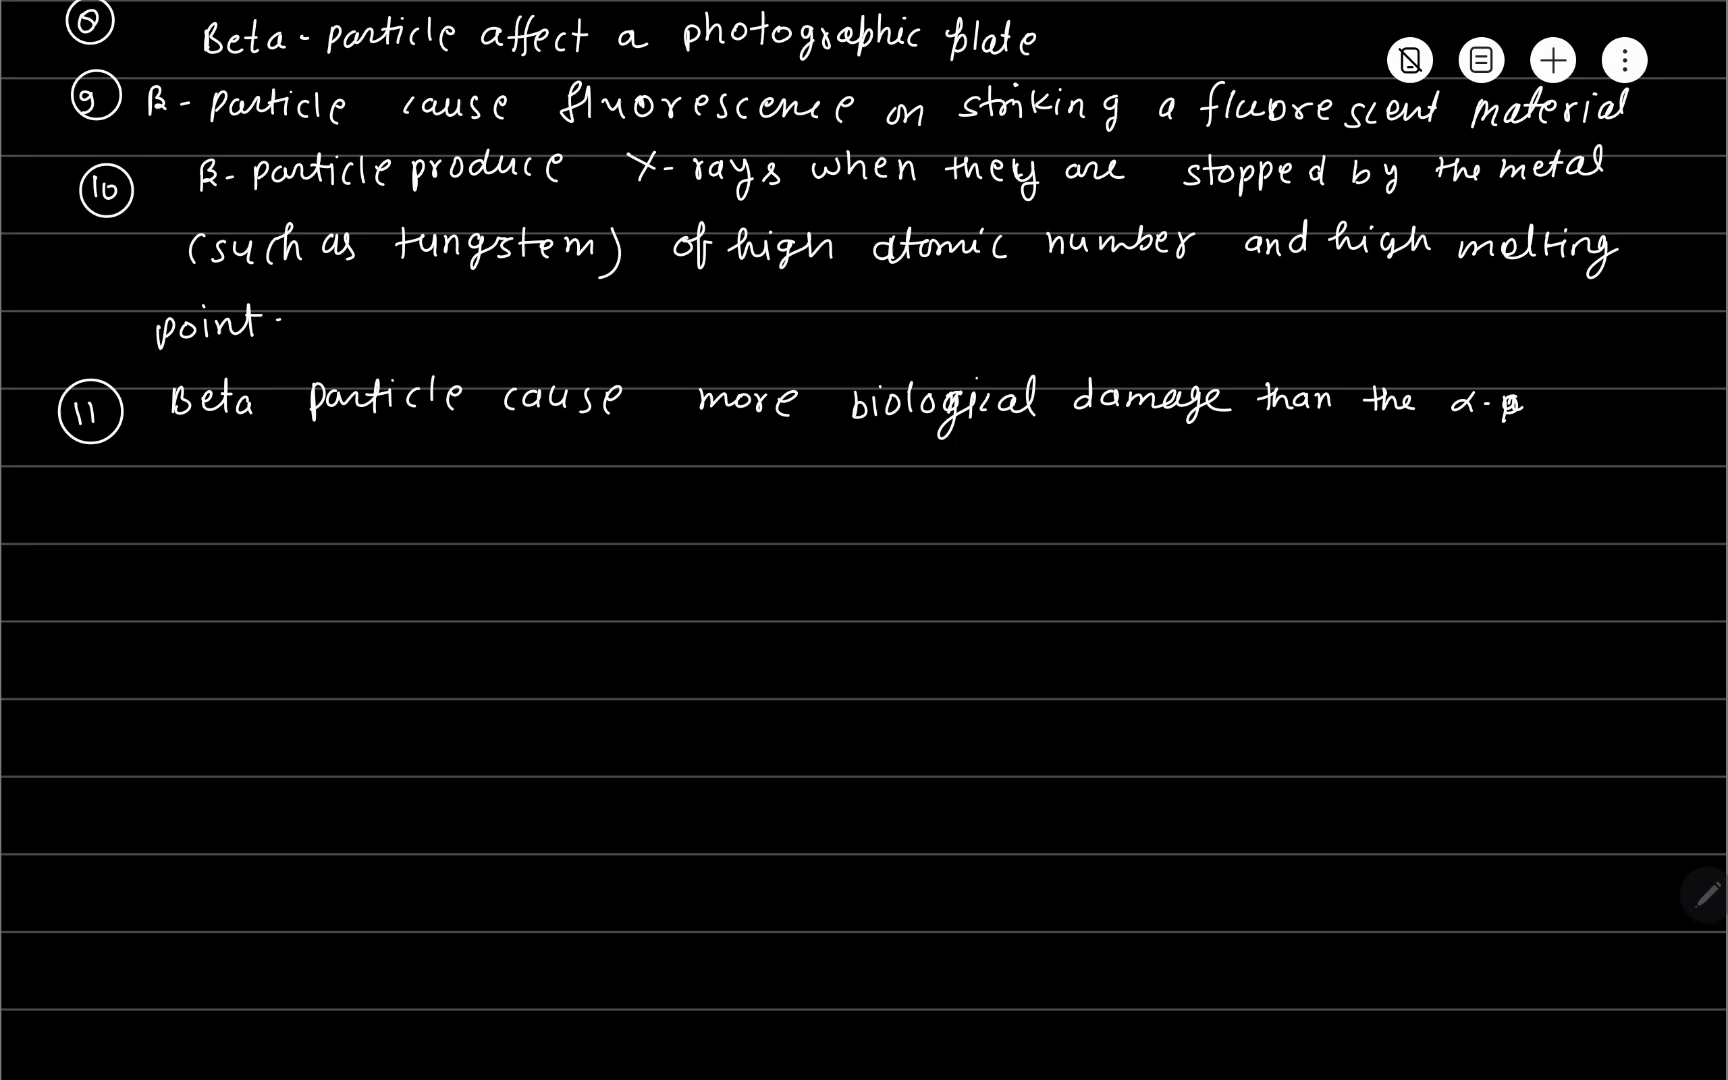 ⑧ Beta-particle affect a photographic plate
⑨ β-particle cause fluorescence on striking a fluorescent material
⑩ β-particle produce X-rays when they are stopped by the metal
(such as tungstem) of high atomic number and high melting
point.
⑪ Beta particle cause more biological damage than the α-p